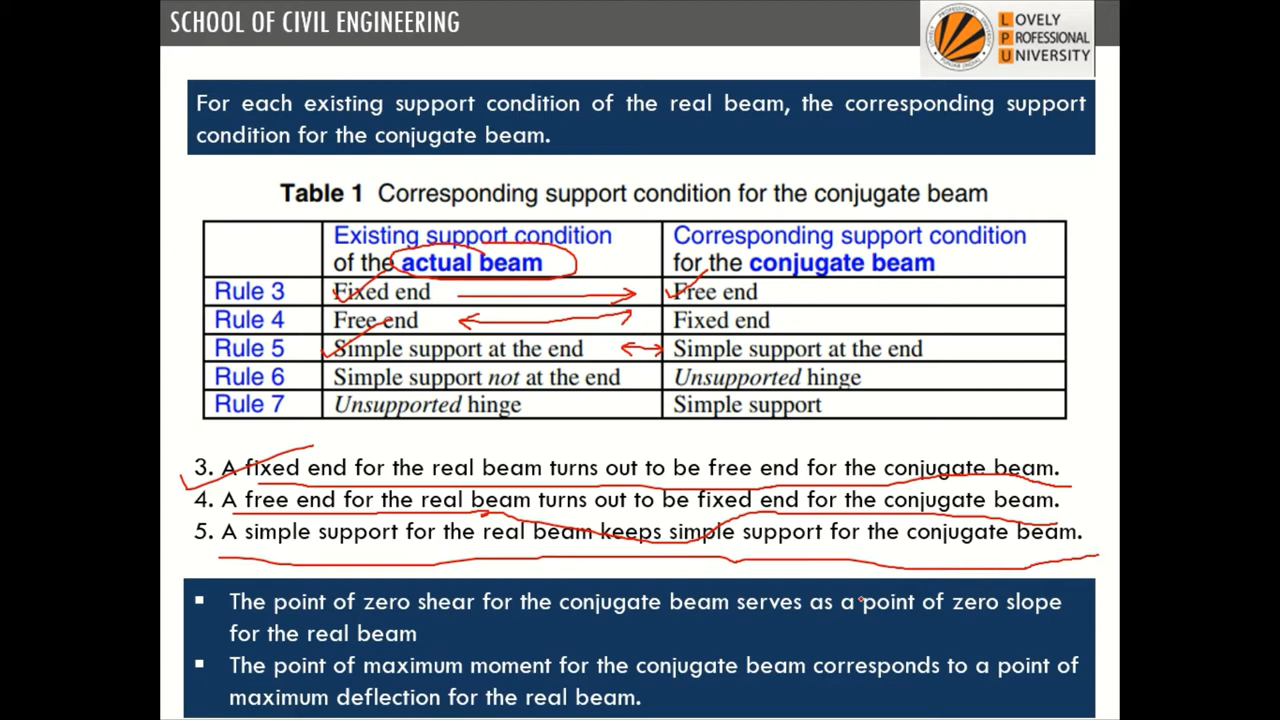 SCHOOL OF CIVIL ENGINEERING
LOVELY
PROFESSIONAL
UNIVERSITY
For each existing support condition of the real beam, the corresponding support
condition for the conjugate beam.
Table 1 Corresponding support condition for the conjugate beam
Existing support condition
of the actual beam
Corresponding support condition
for the conjugate beam
Rule 3 Fixed end Free end
Rule 4 Free end Fixed end
Rule 5 Simple support at the end Simple support at the end
Rule 6 Simple support not at the end Unsupported hinge
Rule 7 Unsupported hinge Simple support
3. A fixed end for the real beam turns out to be free end for the conjugate beam.
4. A free end for the real beam turns out to be fixed end for the conjugate beam.
5. A simple support for the real beam keeps simple support for the conjugate beam.
▪ The point of zero shear for the conjugate beam serves as a point of zero slope
for the real beam
▪ The point of maximum moment for the conjugate beam corresponds to a point of
maximum deflection for the real beam.